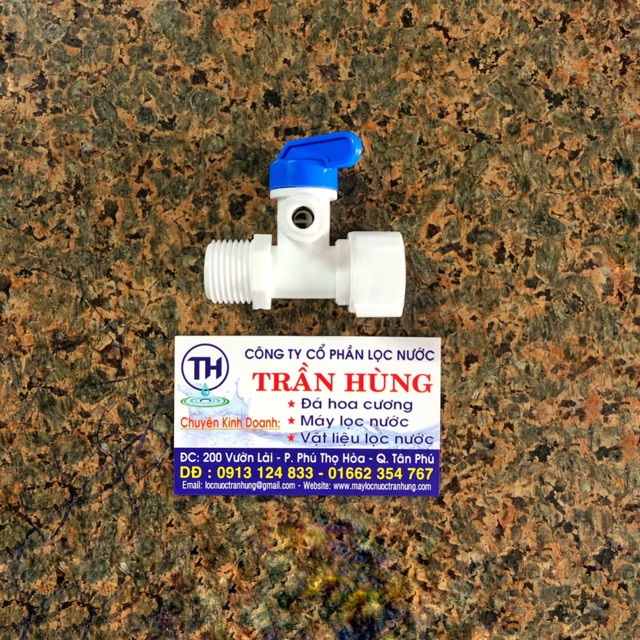 TH
CÔNG TY CỔ PHẦN LỌC NƯỚC
TRẦN HÙNG
Chuyên Kinh Doanh:
★ Đá hoa cương
★ Máy lọc nước
★ Vật liệu lọc nước
ĐC: 200 Vườn Lài - P. Phú Thọ Hòa - Q. Tân Phú
DĐ : 0913 124 833 - 01662 354 767
Email: locnuoctranhung@gmail.com - Website: www.maylocnuoctranhung.com